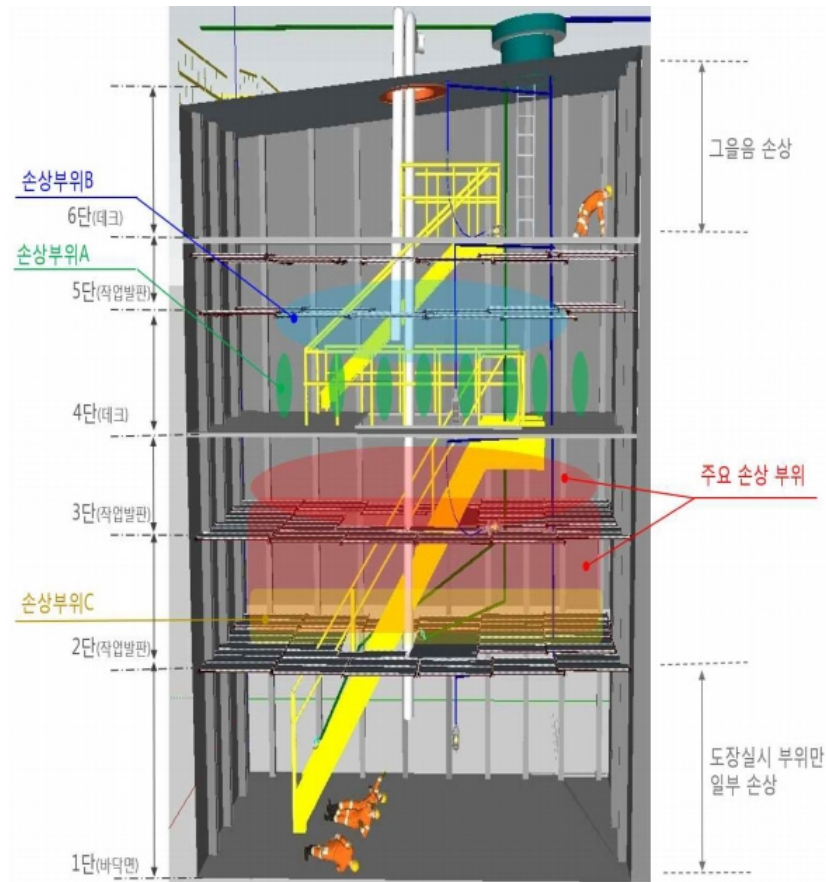 그을음 손상
손상부위B
6단(데크)
손상부위A
5단(작업발판)
4단(데크)
주요 손상 부위
3단(작업발판)
손상부위C
2단(작업발판)
도장실시 부위만
일부 손상
1단(바닥면)